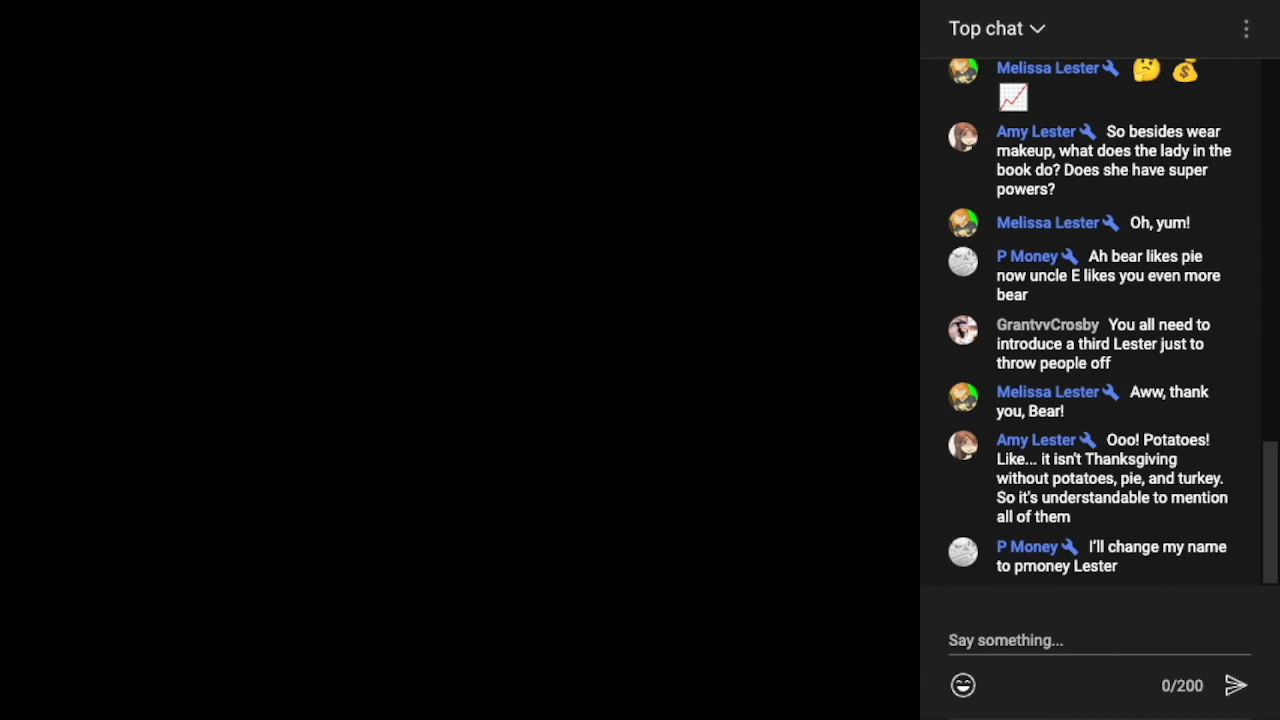 Top chat
Melissa Lester
Amy Lester So besides wear
makeup, what does the lady in the
book do? Does she have super
powers?
Melissa Lester Oh, yum!
P Money Ah bear likes pie
now uncle E likes you even more
bear
GrantvvCrosby You all need to
introduce a third Lester just to
throw people off
Melissa Lester Aww, thank
you, Bear!
Amy Lester Ooo! Potatoes!
Like... it isn't Thanksgiving
without potatoes, pie, and turkey.
So it's understandable to mention
all of them
P Money I'll change my name
to pmoney Lester
Say something...
0/200